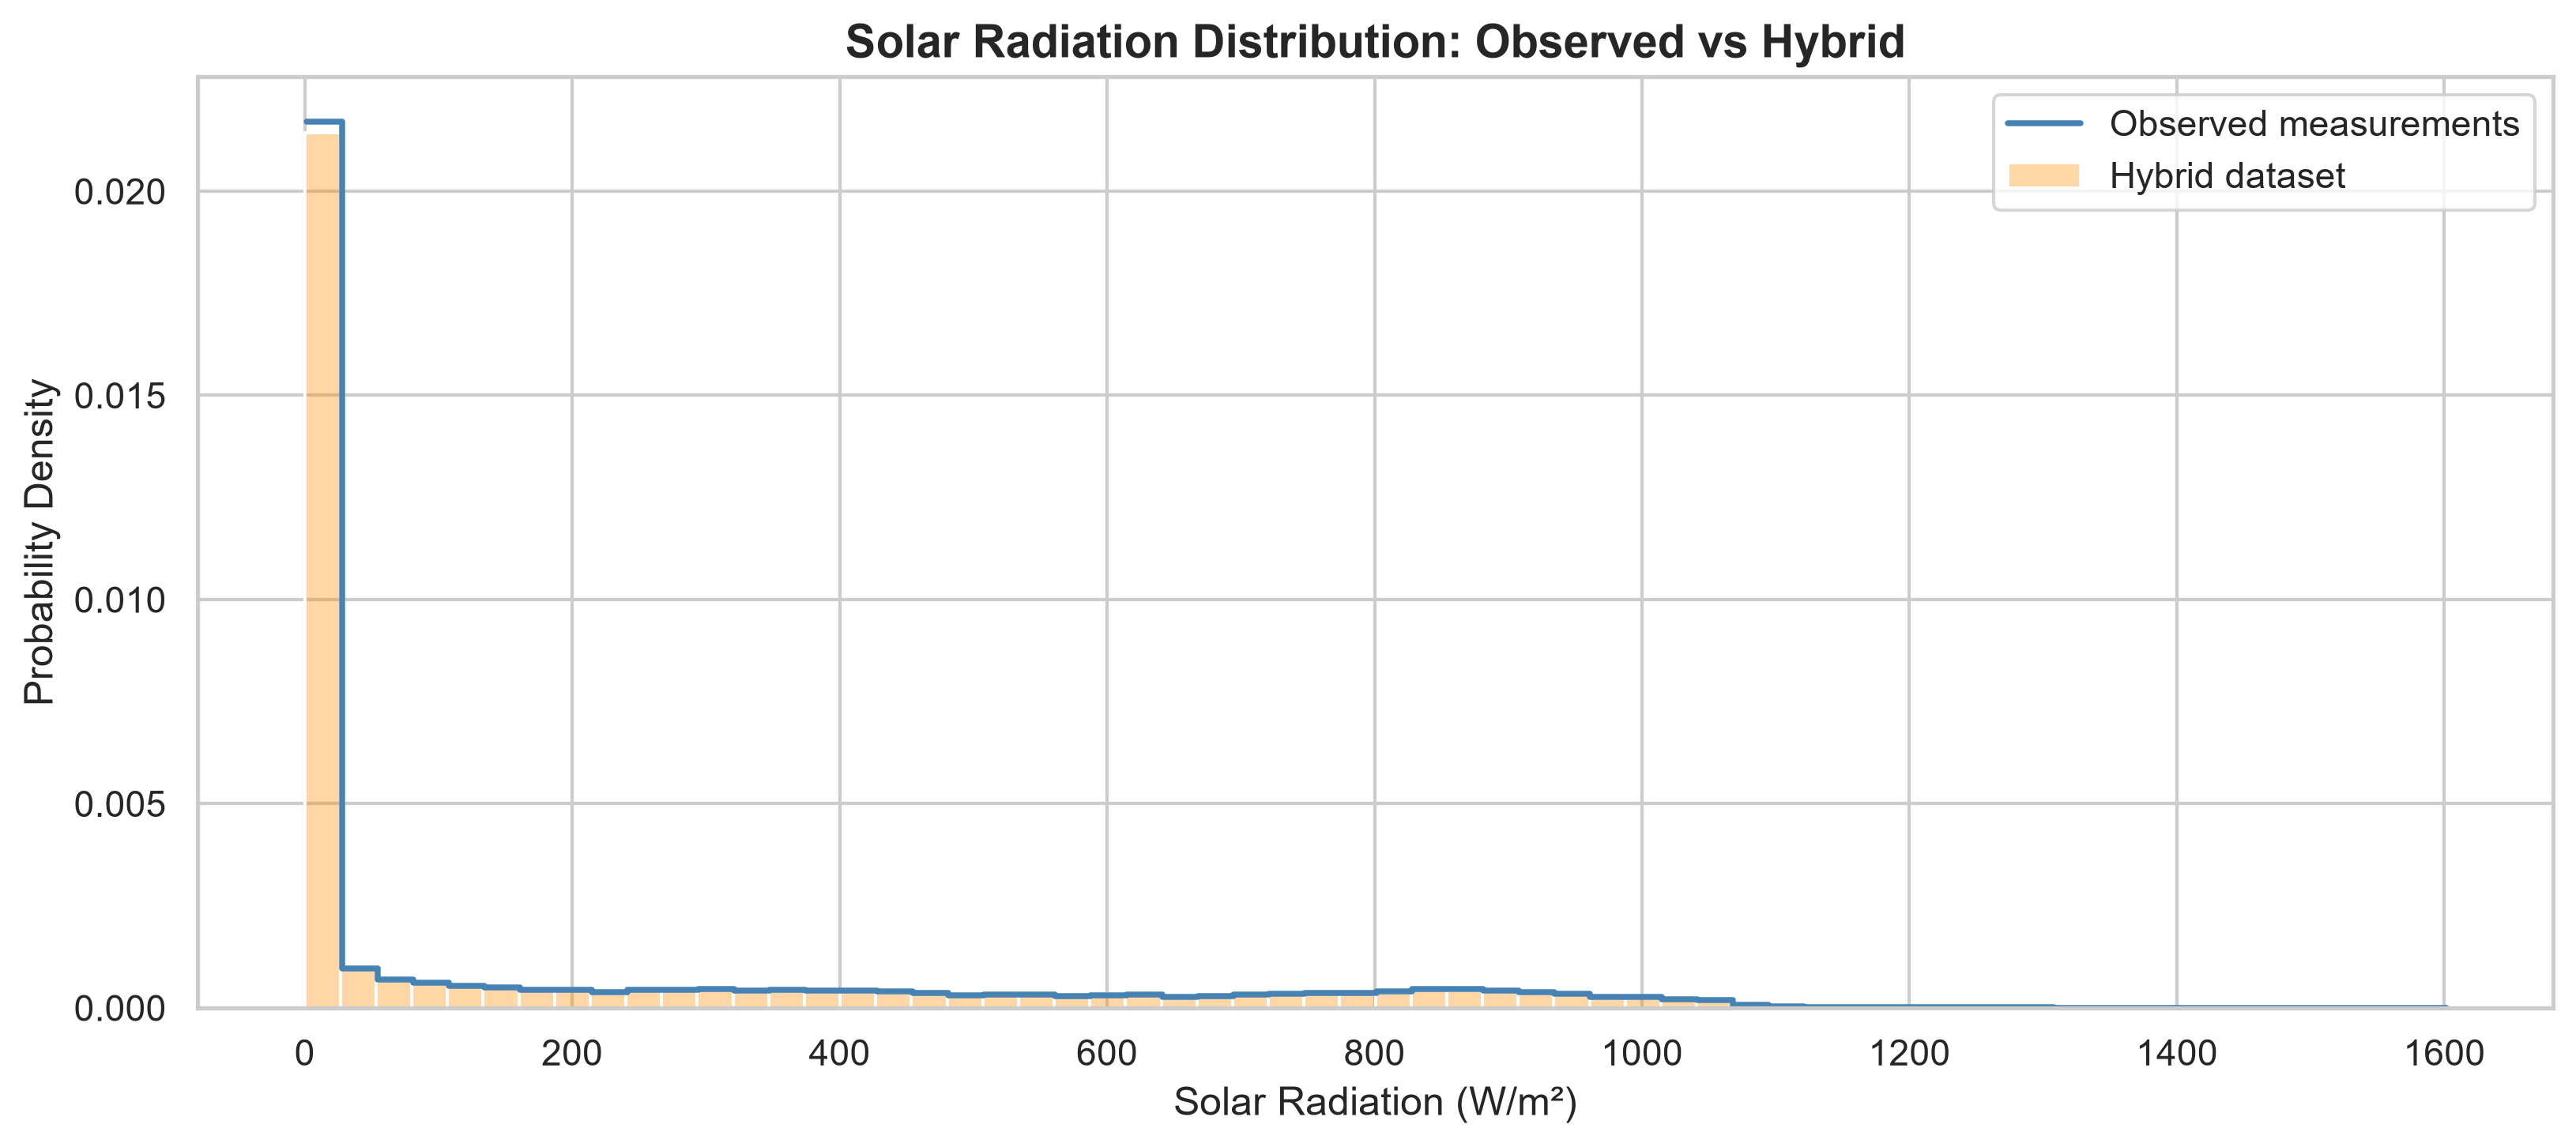 Solar Radiation Distribution: Observed vs Hybrid
Observed measurements
Hybrid dataset
Probability Density
0.020
0.015
0.010
0.005
0.000
0 200 400 600 800 1000 1200 1400 1600
Solar Radiation (W/m²)